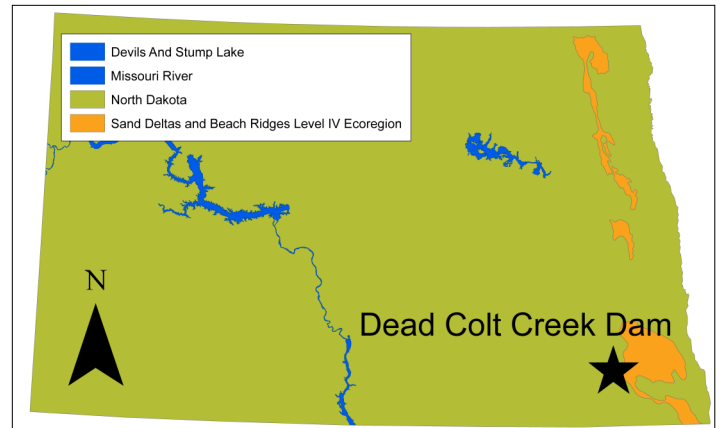 Devils And Stump Lake
Missouri River
North Dakota
Sand Deltas and Beach Ridges Level IV Ecoregion
N
Dead Colt Creek Dam